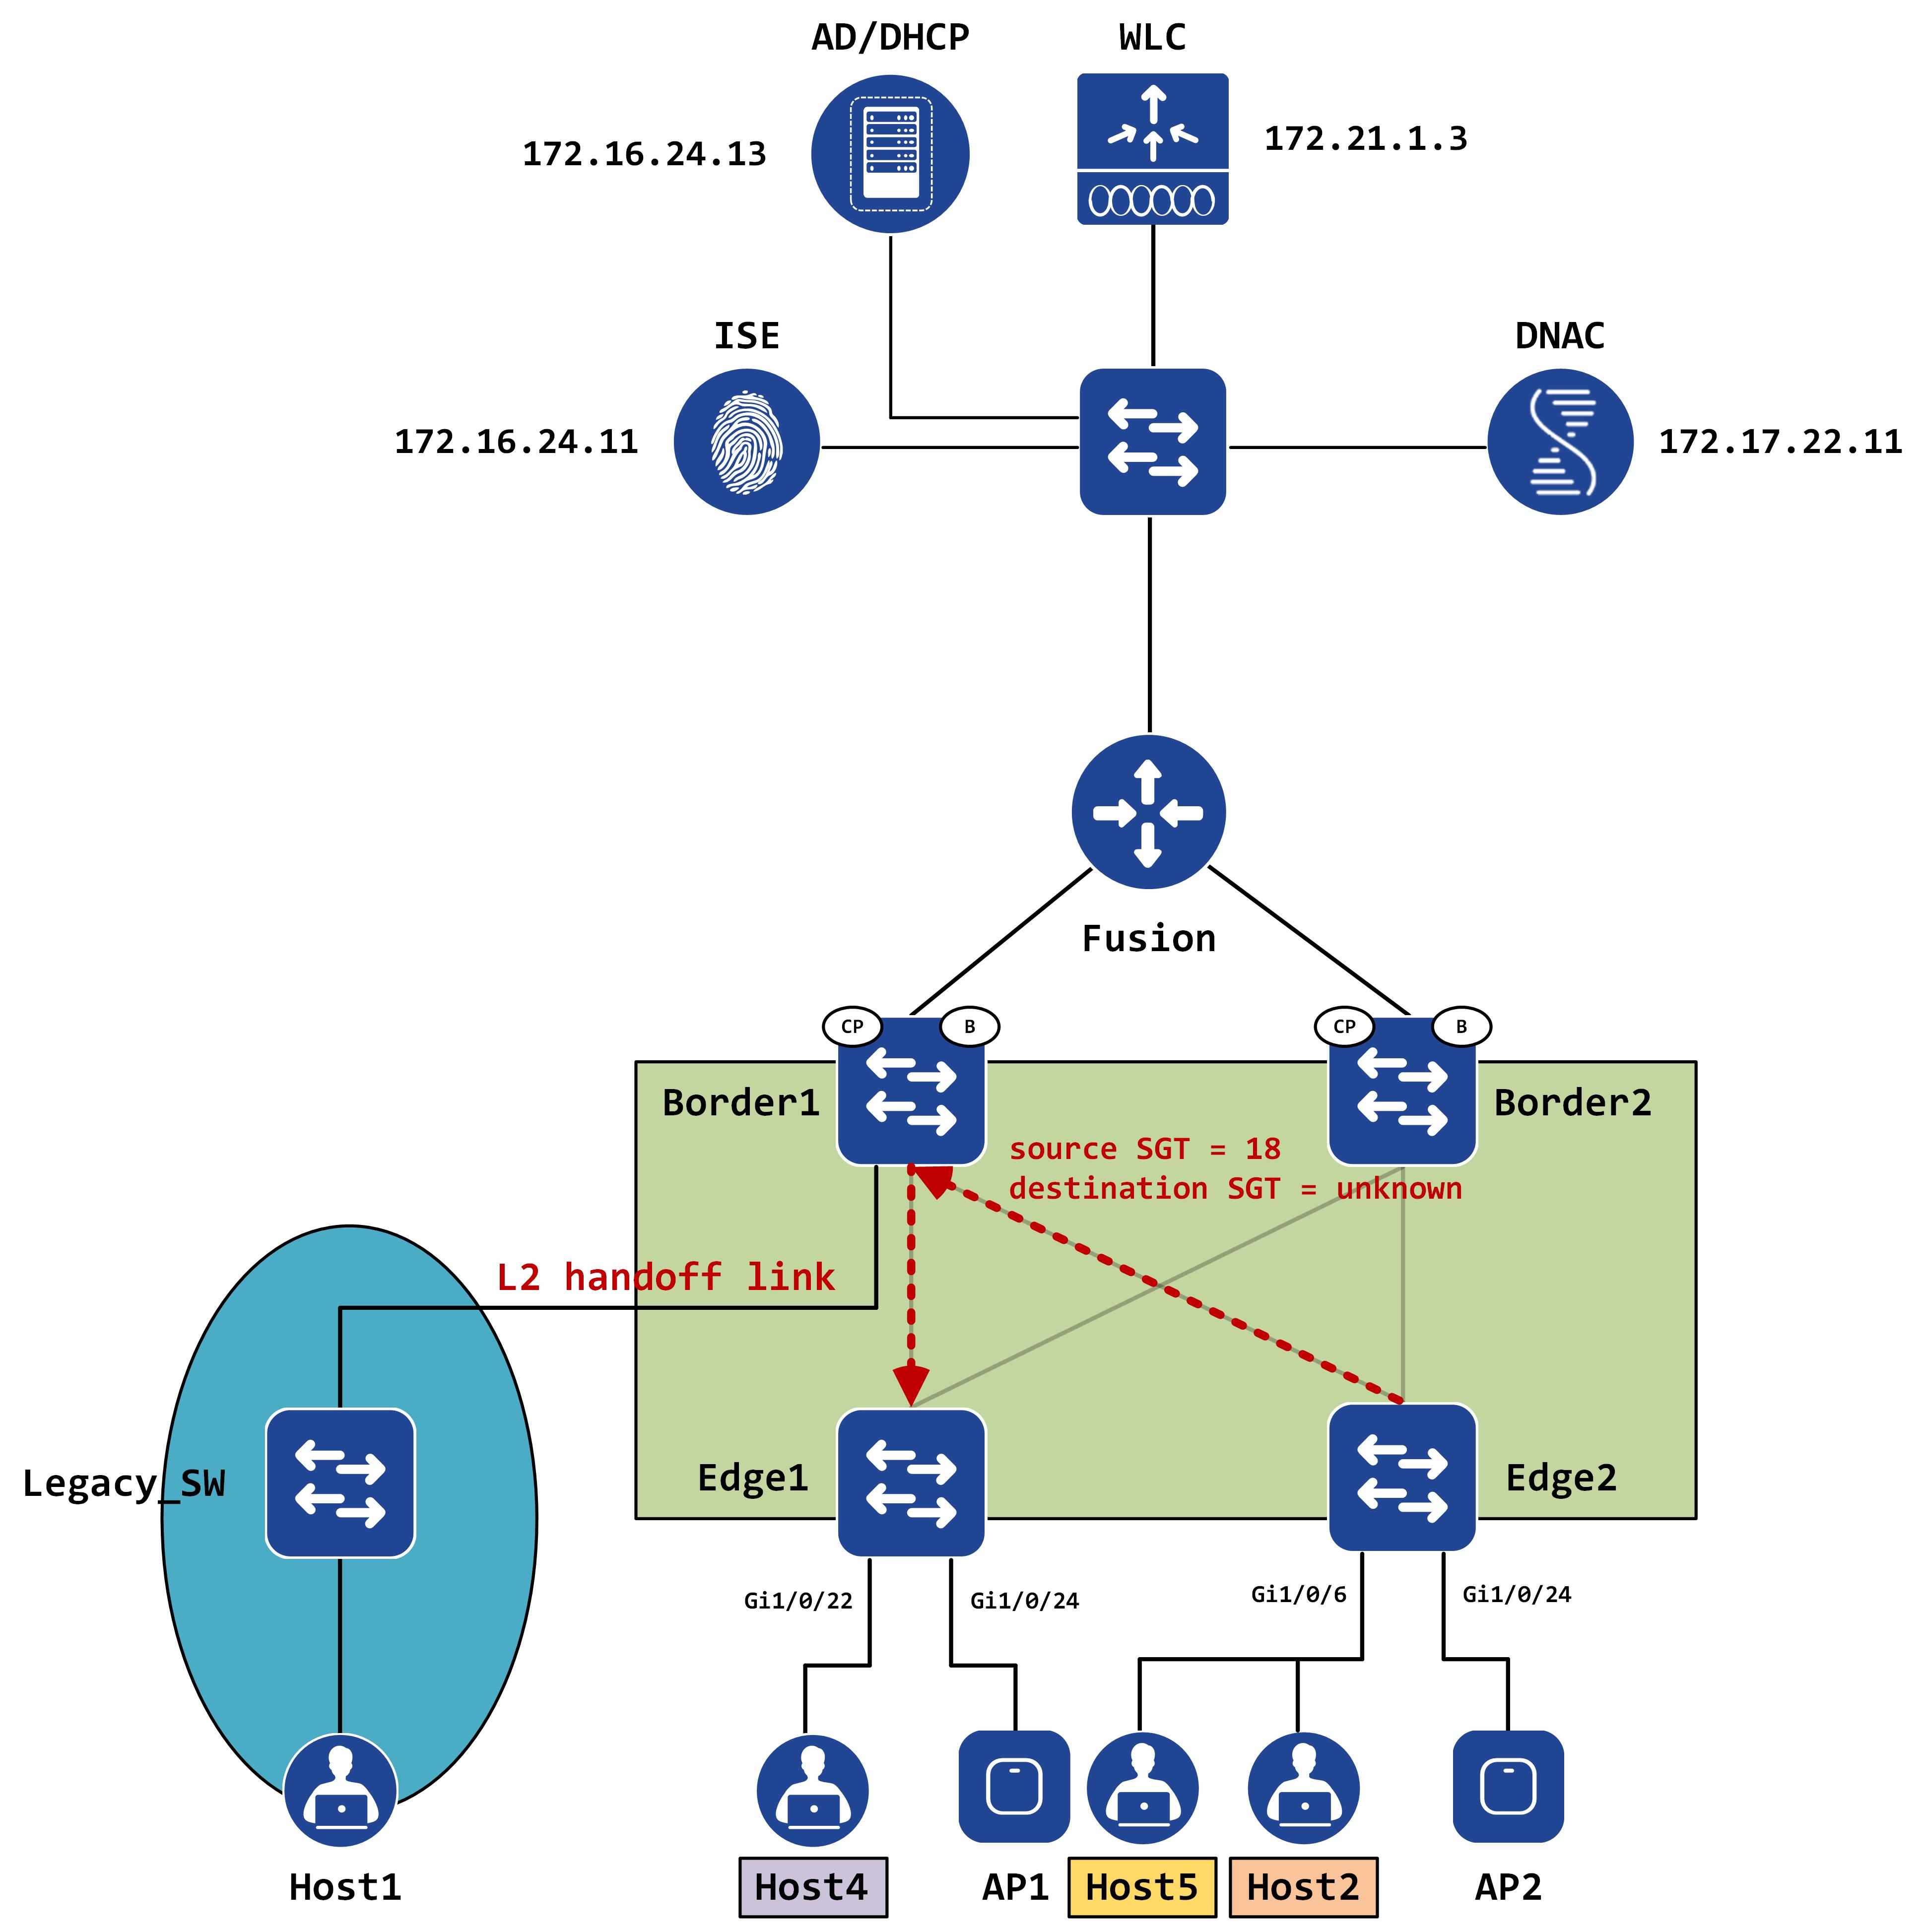 AD/DHCP
WLC
172.16.24.13
172.21.1.3
ISE
DNAC
172.16.24.11
172.17.22.11
Fusion
CP
B
CP
B
Border1
Border2
source SGT = 18
destination SGT = unknown
L2 handoff link
Legacy_SW
Edge1
Edge2
Gi1/0/22
Gi1/0/24
Gi1/0/6
Gi1/0/24
Host1
Host4
AP1
Host5
Host2
AP2